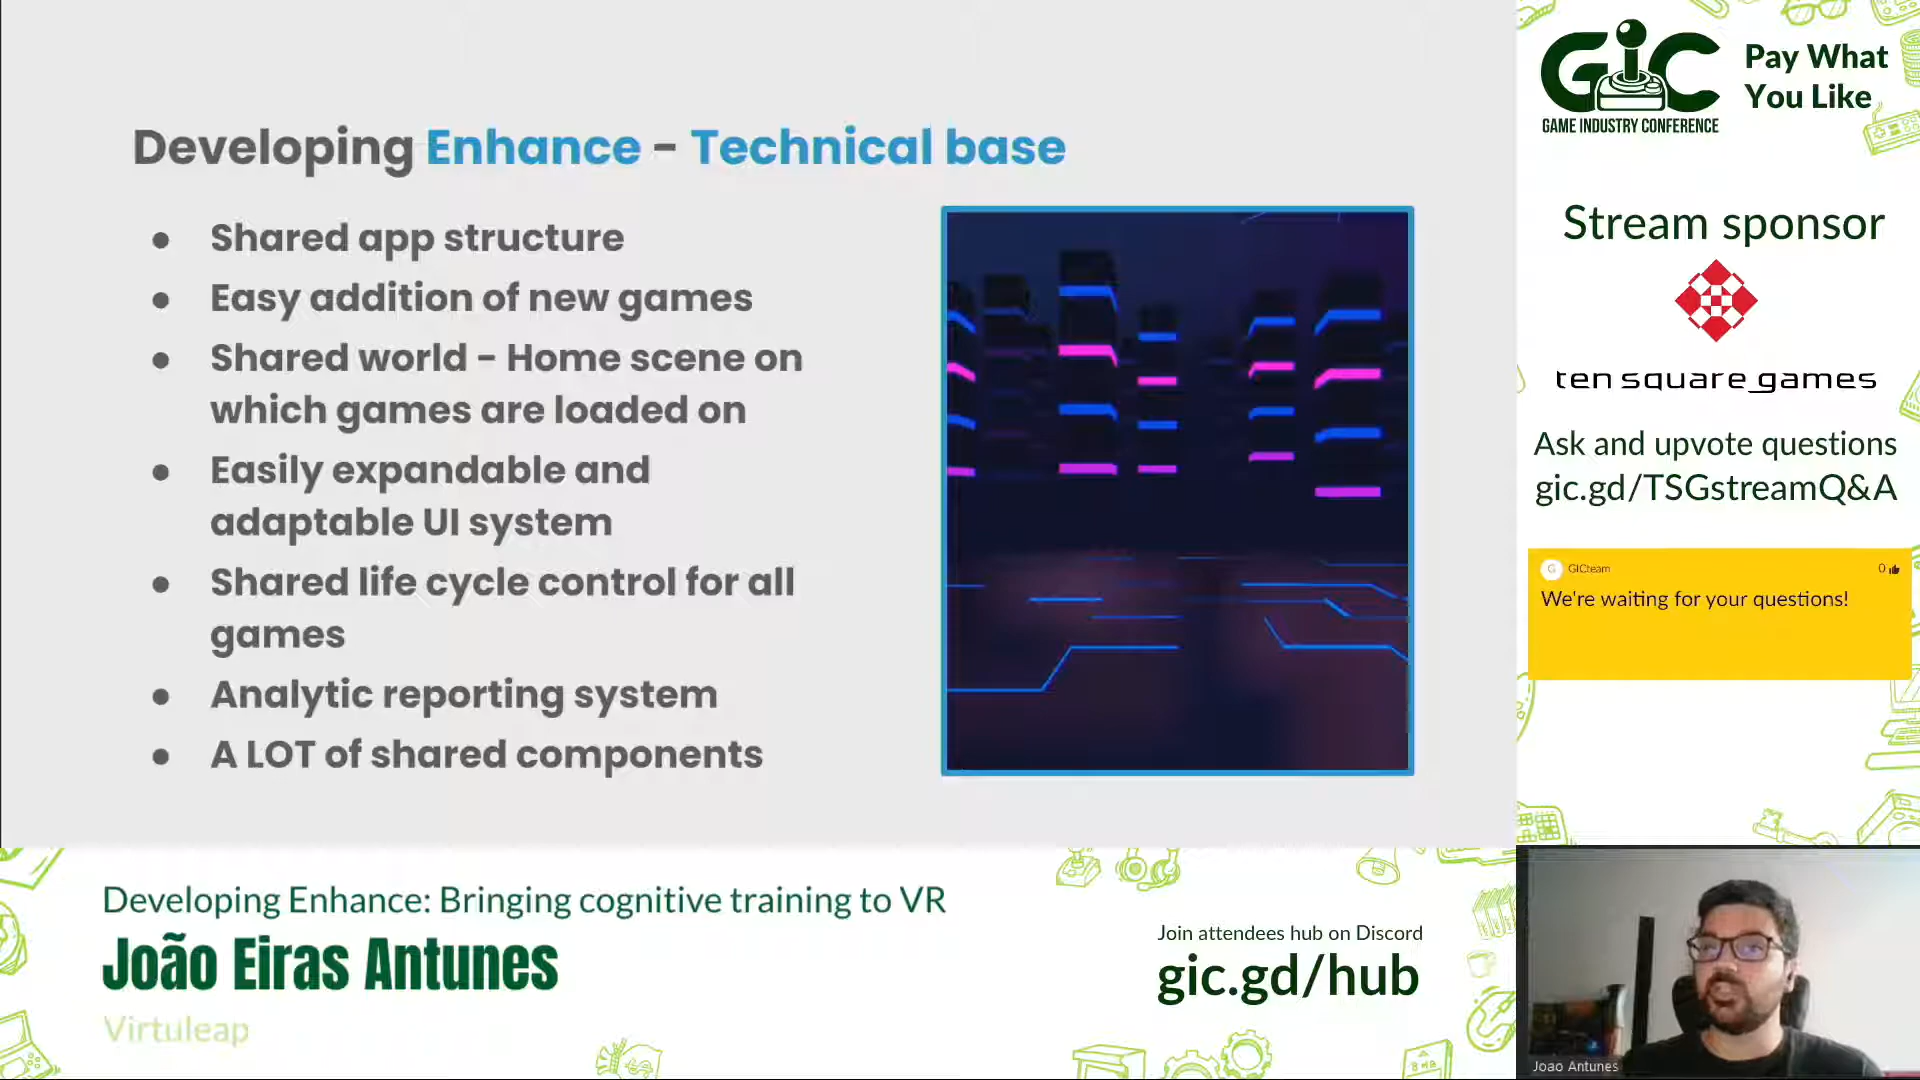 Developing Enhance - Technical base
● Shared app structure
● Easy addition of new games
● Shared world - Home scene on
which games are loaded on
● Easily expandable and
adaptable UI system
● Shared life cycle control for all
games
● Analytic reporting system
● A LOT of shared components
GIC
GAME INDUSTRY CONFERENCE
Pay What
You Like
Stream sponsor
ten square games
Ask and upvote questions
gic.gd/TSGstreamQ&A
G GICteam 0
We're waiting for your questions!
Developing Enhance: Bringing cognitive training to VR
João Eiras Antunes
Virtuleap
Join attendees hub on Discord
gic.gd/hub
Joao Antunes